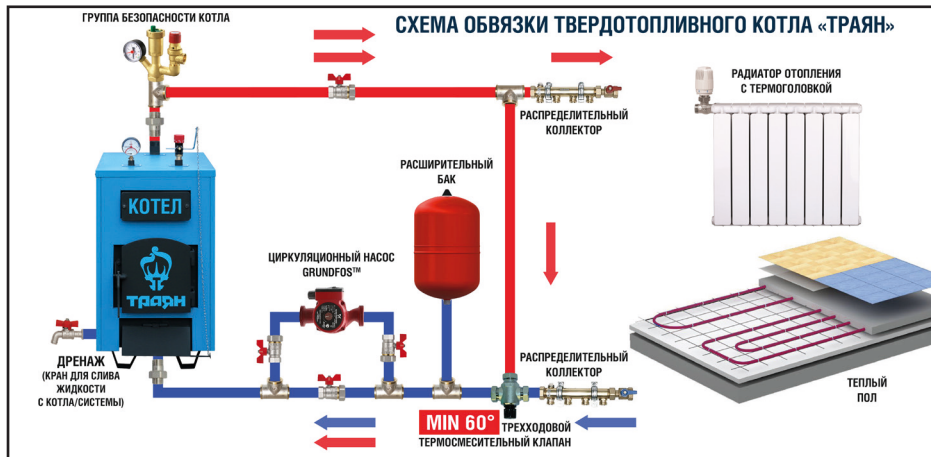 ГРУППА БЕЗОПАСНОСТИ КОТЛА
СХЕМА ОБВЯЗКИ ТВЕРДОТОПЛИВНОГО КОТЛА «ТРАЯН»
РАДИАТОР ОТОПЛЕНИЯ
С ТЕРМОГОЛОВКОЙ
РАСПРЕДЕЛИТЕЛЬНЫЙ
КОЛЛЕКТОР
РАСШИРИТЕЛЬНЫЙ
БАК
КОТЕЛ
ТРАЯН
ЦИРКУЛЯЦИОННЫЙ НАСОС
GRUNDFOS™
ДРЕНАЖ
(КРАН ДЛЯ СЛИВА
ЖИДКОСТИ
С КОТЛА/СИСТЕМЫ)
РАСПРЕДЕЛИТЕЛЬНЫЙ
КОЛЛЕКТОР
ТЕПЛЫЙ
ПОЛ
MIN 60°
ТРЕХХОДОВОЙ
ТЕРМОСМЕСИТЕЛЬНЫЙ КЛАПАН